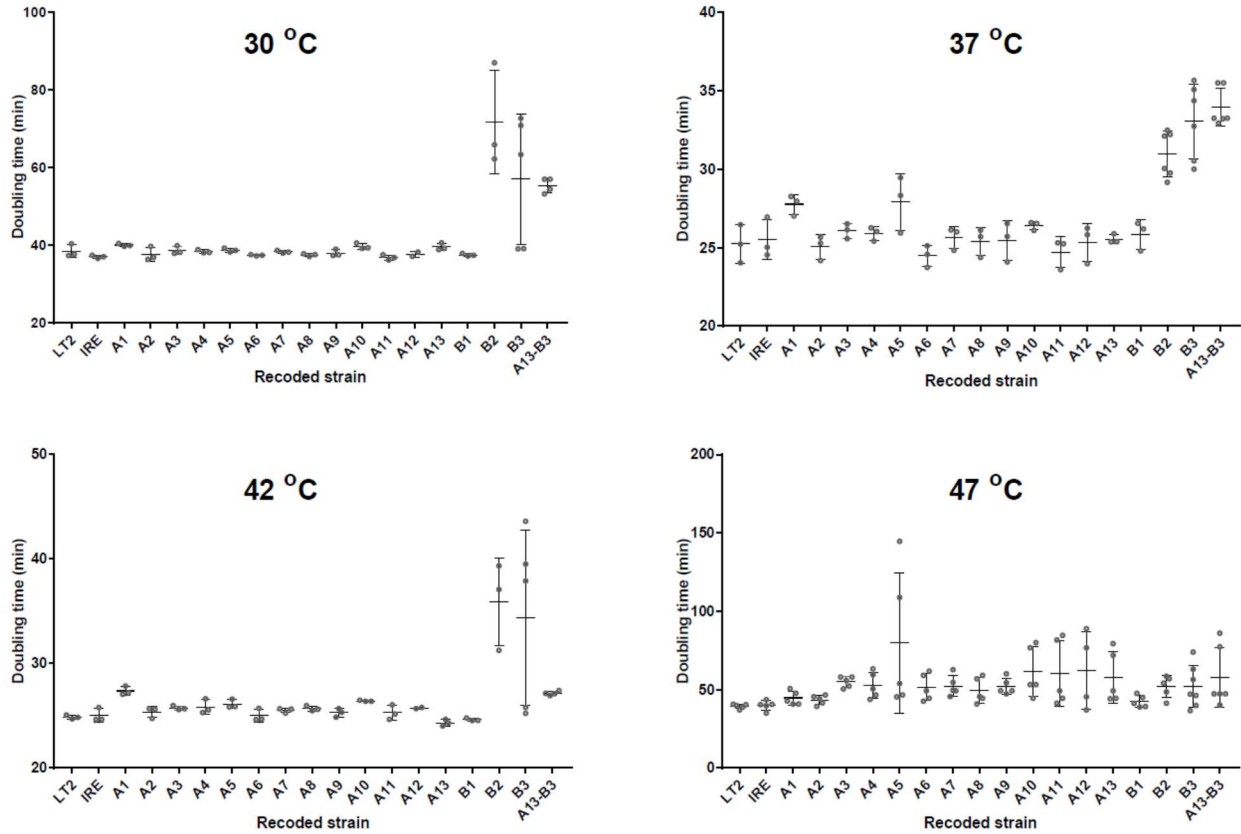 30 °C
Doubling time (min)
100
80
60
40
20
LT2 IRE A1 A2 A3 A4 A5 A6 A7 A8 A9 A10 A11 A12 A13 B1 B2 B3 A13-B3
Recoded strain
37 °C
Doubling time (min)
40
35
30
25
20
LT2 IRE A1 A2 A3 A4 A5 A6 A7 A8 A9 A10 A11 A12 A13 B1 B2 B3 A13-B3
Recoded strain
42 °C
Doubling time (min)
50
40
30
20
LT2 IRE A1 A2 A3 A4 A5 A6 A7 A8 A9 A10 A11 A12 A13 B1 B2 B3 A13-B3
Recoded strain
47 °C
Doubling time (min)
200
150
100
50
0
LT2 IRE A1 A2 A3 A4 A5 A6 A7 A8 A9 A10 A11 A12 A13 B1 B2 B3 A13-B3
Recoded strain